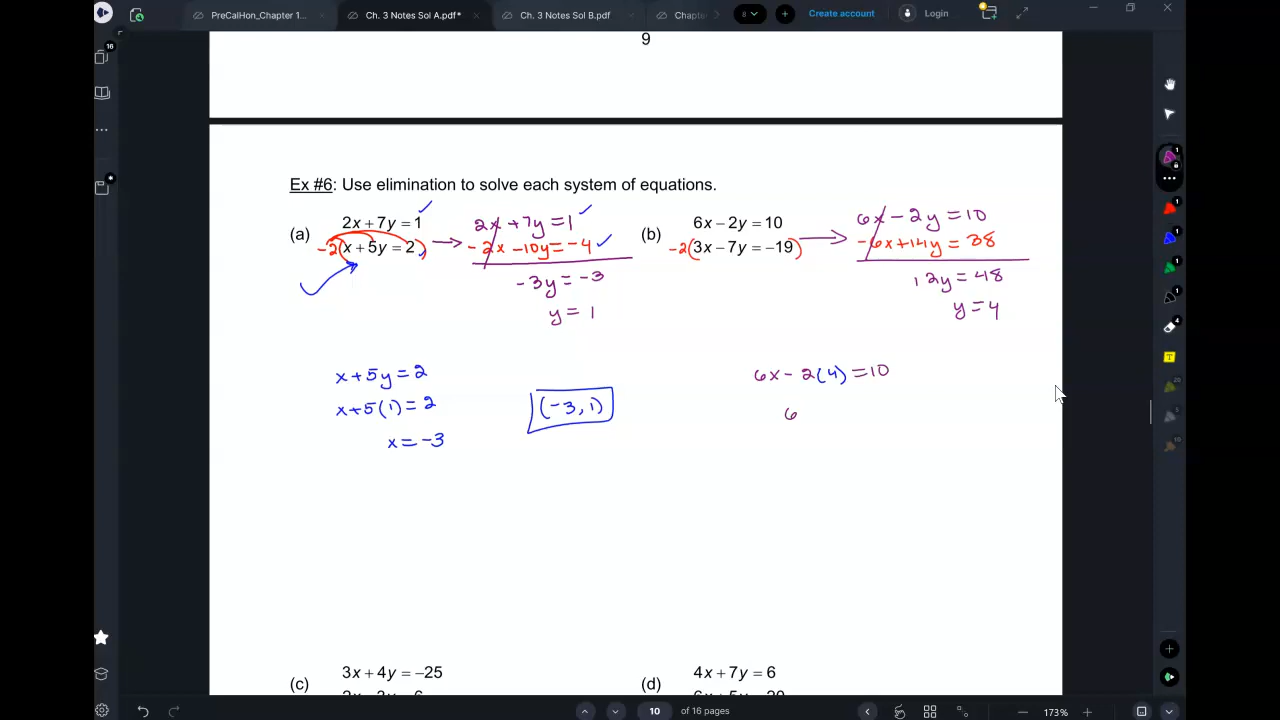 PreCalHon_Chapter 1...
Ch. 3 Notes Sol A.pdf*
Ch. 3 Notes Sol B.pdf
Chapter
8
Create account
Login
16
9
Ex #6: Use elimination to solve each system of equations.
(a)
2x + 7y = 1
-2(x + 5y = 2)
2x + 7y = 1
-2x - 10y = -4
-3y = -3
y = 1
x + 5y = 2
x + 5(1) = 2
x = -3
(-3, 1)
(b)
6x - 2y = 10
-2(3x - 7y = -19)
6x - 2y = 10
-6x + 14y = 38
12y = 48
y = 4
6x - 2(4) = 10
6
(c)
3x + 4y = -25
(d)
4x + 7y = 6
10
of 16 pages
173%